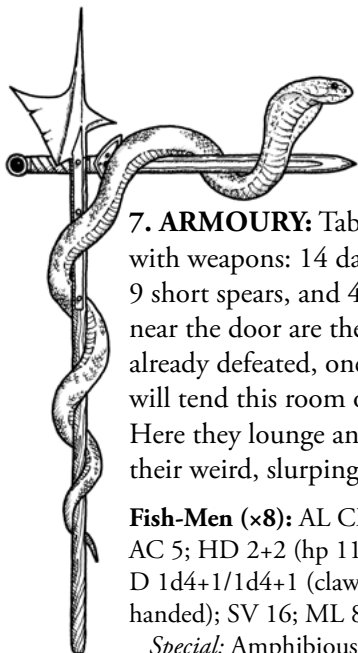 7. ARMOURY: Tab
with weapons: 14 da
9 short spears, and 4
near the door are the
already defeated, one
will tend this room o
Here they lounge an
their weird, slurping
Fish-Men (×8): AL C
AC 5; HD 2+2 (hp 11
D 1d4+1/1d4+1 (claw
handed); SV 16; ML 8
Special: Amphibious